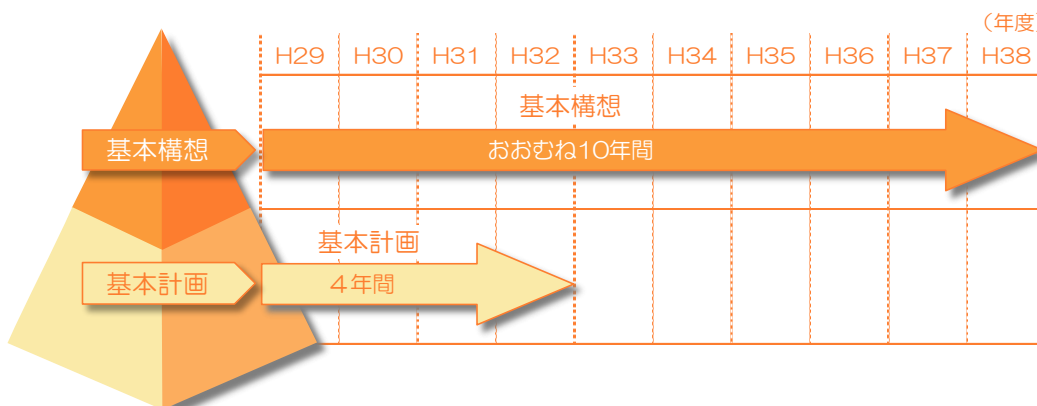 （年度）
H29 H30 H31 H32 H33 H34 H35 H36 H37 H38
基本構想
基本構想 おおむね10年間
基本計画
基本計画 ４年間